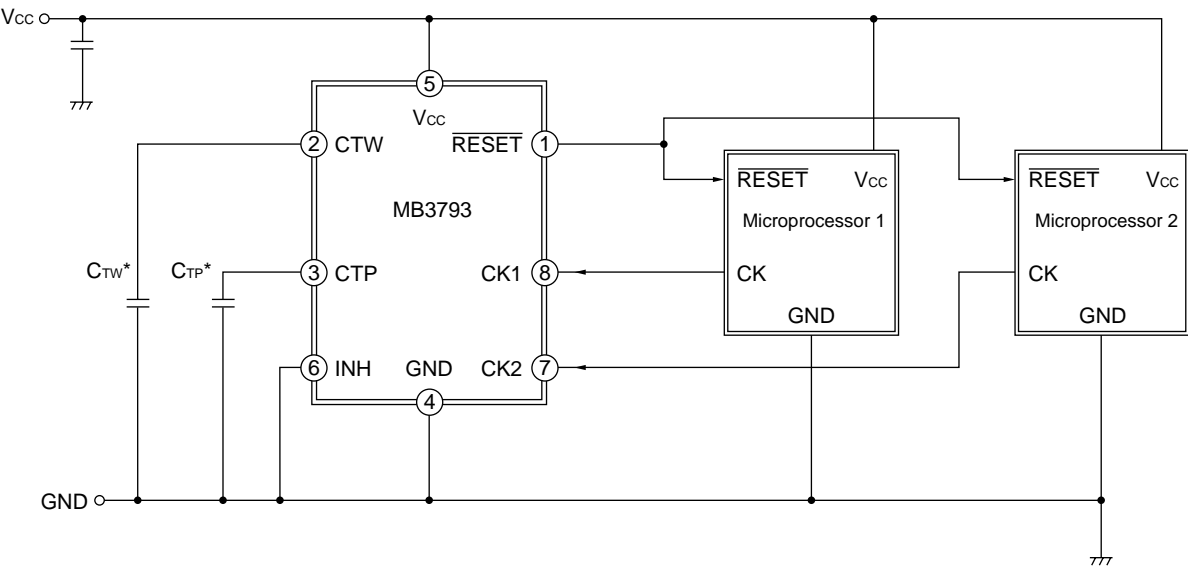 VCC
5
VCC
2 CTW
RESET 1
MB3793
RESET VCC
Microprocessor 1
RESET VCC
Microprocessor 2
CTW*
CTP*
3 CTP
CK1 8
CK
CK
GND
GND
6 INH
GND
CK2 7
4
GND